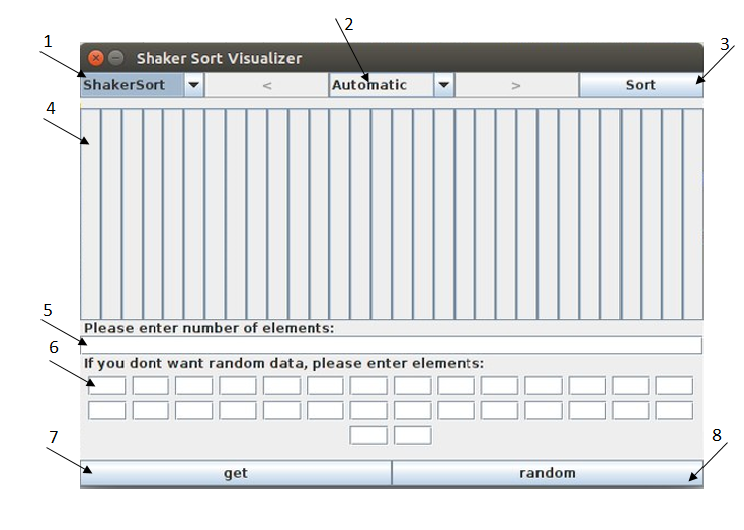 1
2
3
Shaker Sort Visualizer
ShakerSort < Automatic > Sort
4
5
Please enter number of elements:
6
If you dont want random data, please enter elements:
7
8
get random